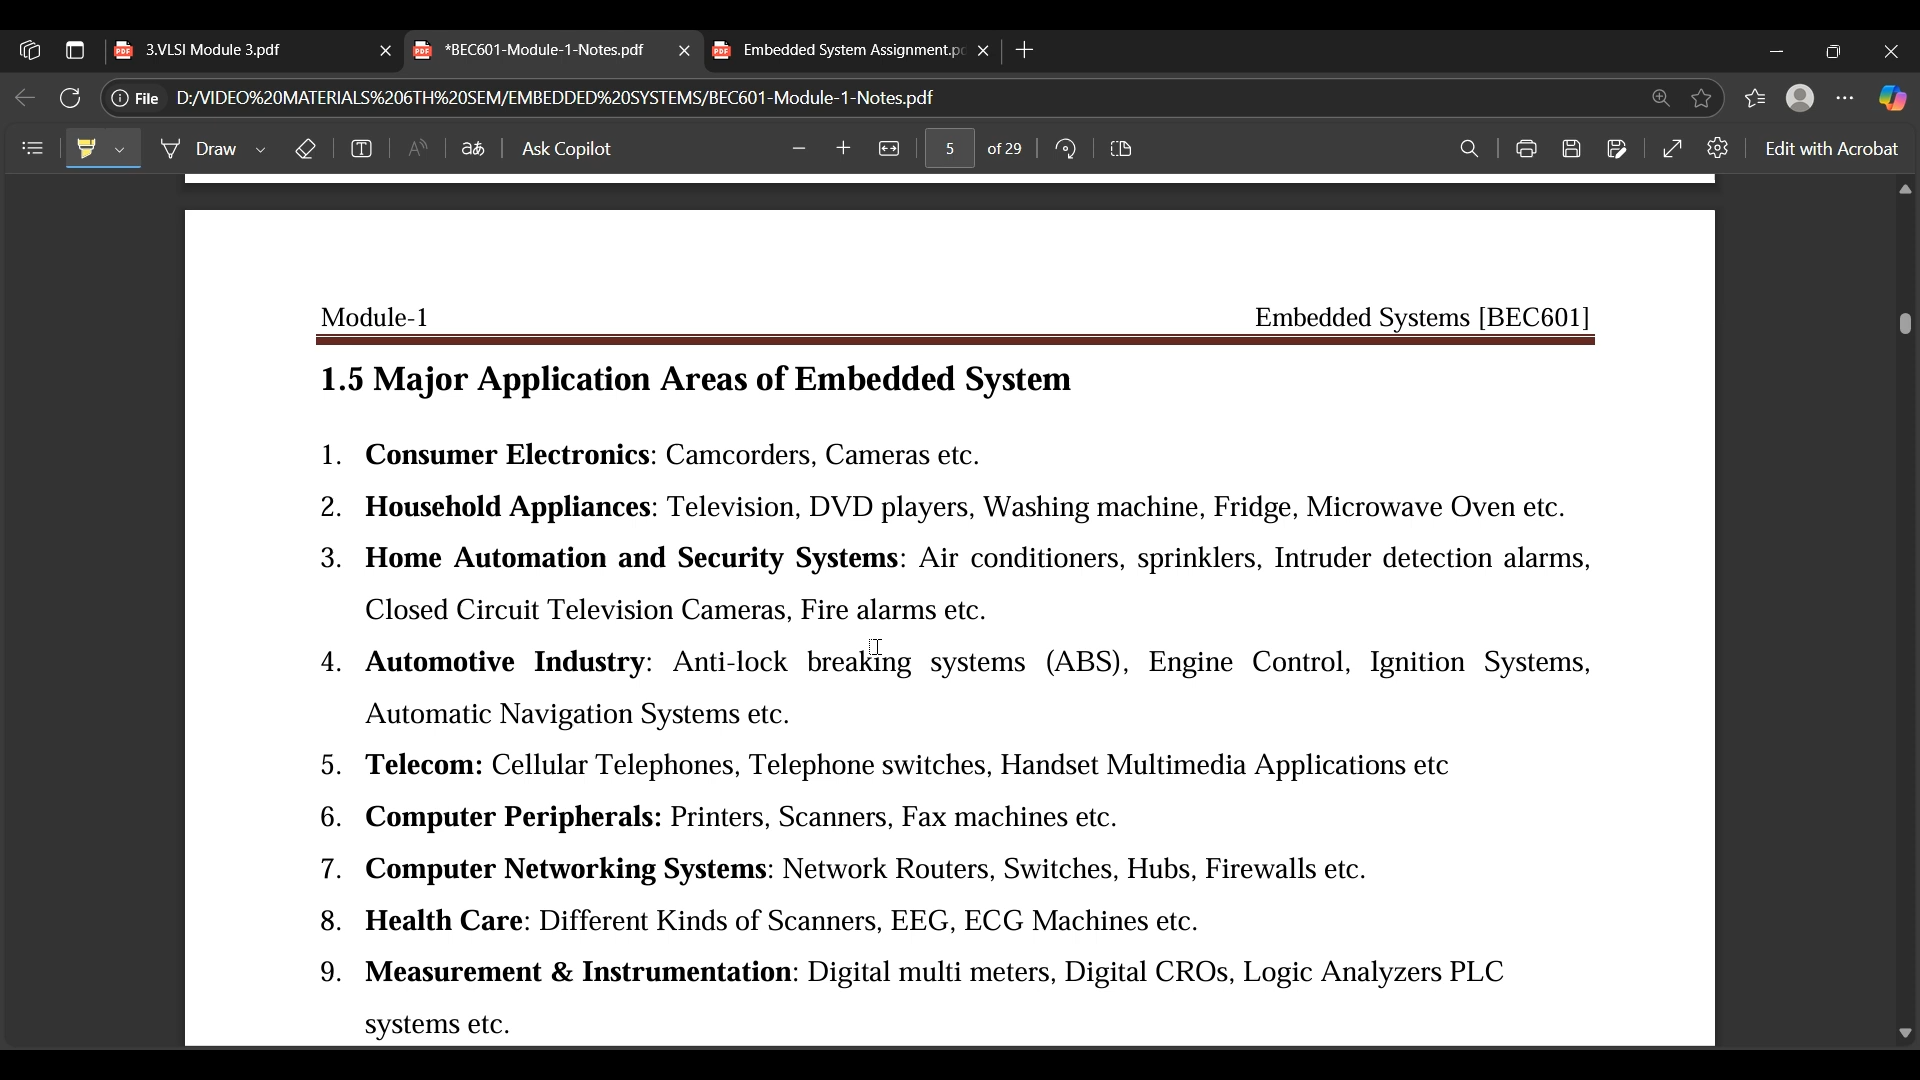 3.VLSI Module 3.pdf
*BEC601-Module-1-Notes.pdf
Embedded System Assignment.p
File
D:/VIDEO%20MATERIALS%206TH%20SEM/EMBEDDED%20SYSTEMS/BEC601-Module-1-Notes.pdf
Draw
aあ
Ask Copilot
5
of 29
Edit with Acrobat
Module-1
Embedded Systems [BEC601]
1.5 Major Application Areas of Embedded System
1. Consumer Electronics: Camcorders, Cameras etc.
2. Household Appliances: Television, DVD players, Washing machine, Fridge, Microwave Oven etc.
3. Home Automation and Security Systems: Air conditioners, sprinklers, Intruder detection alarms,
Closed Circuit Television Cameras, Fire alarms etc.
4. Automotive Industry: Anti-lock breaking systems (ABS), Engine Control, Ignition Systems,
Automatic Navigation Systems etc.
5. Telecom: Cellular Telephones, Telephone switches, Handset Multimedia Applications etc
6. Computer Peripherals: Printers, Scanners, Fax machines etc.
7. Computer Networking Systems: Network Routers, Switches, Hubs, Firewalls etc.
8. Health Care: Different Kinds of Scanners, EEG, ECG Machines etc.
9. Measurement & Instrumentation: Digital multi meters, Digital CROs, Logic Analyzers PLC
systems etc.